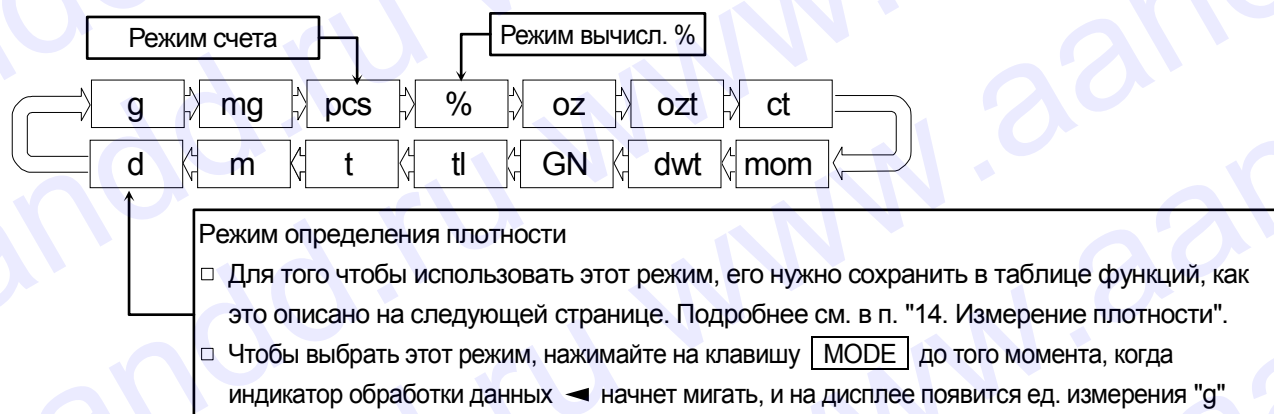 Режим счета
Режим вычисл. %
g mg pcs % oz ozt ct
d m t tl GN dwt mom
Режим определения плотности
□ Для того чтобы использовать этот режим, его нужно сохранить в таблице функций, как
это описано на следующей странице. Подробнее см. в п. "14. Измерение плотности".
□ Чтобы выбрать этот режим, нажимайте на клавишу MODE до того момента, когда
индикатор обработки данных ◄ начнет мигать, и на дисплее появится ед. измерения "g"
www.aandd.ru